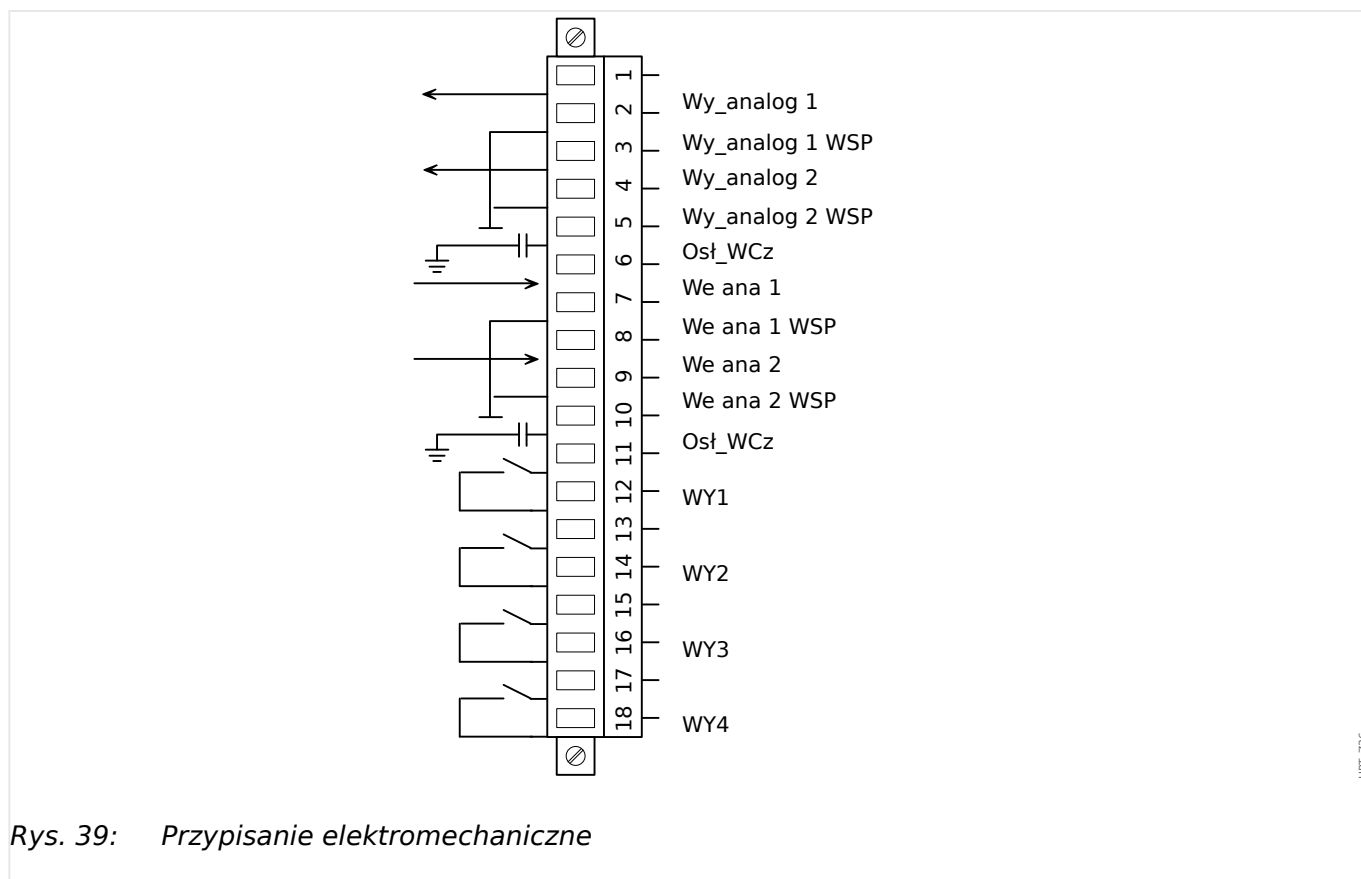 1
2
Wy_analog 1
3
Wy_analog 1 WSP
4
Wy_analog 2
5
Wy_analog 2 WSP
6
Osł_WCz
7
We ana 1
8
We ana 1 WSP
9
We ana 2
10
We ana 2 WSP
11
Osł_WCz
12
WY1
13
14
WY2
15
16
WY3
17
18
WY4
Rys. 39: Przypisanie elektromechaniczne